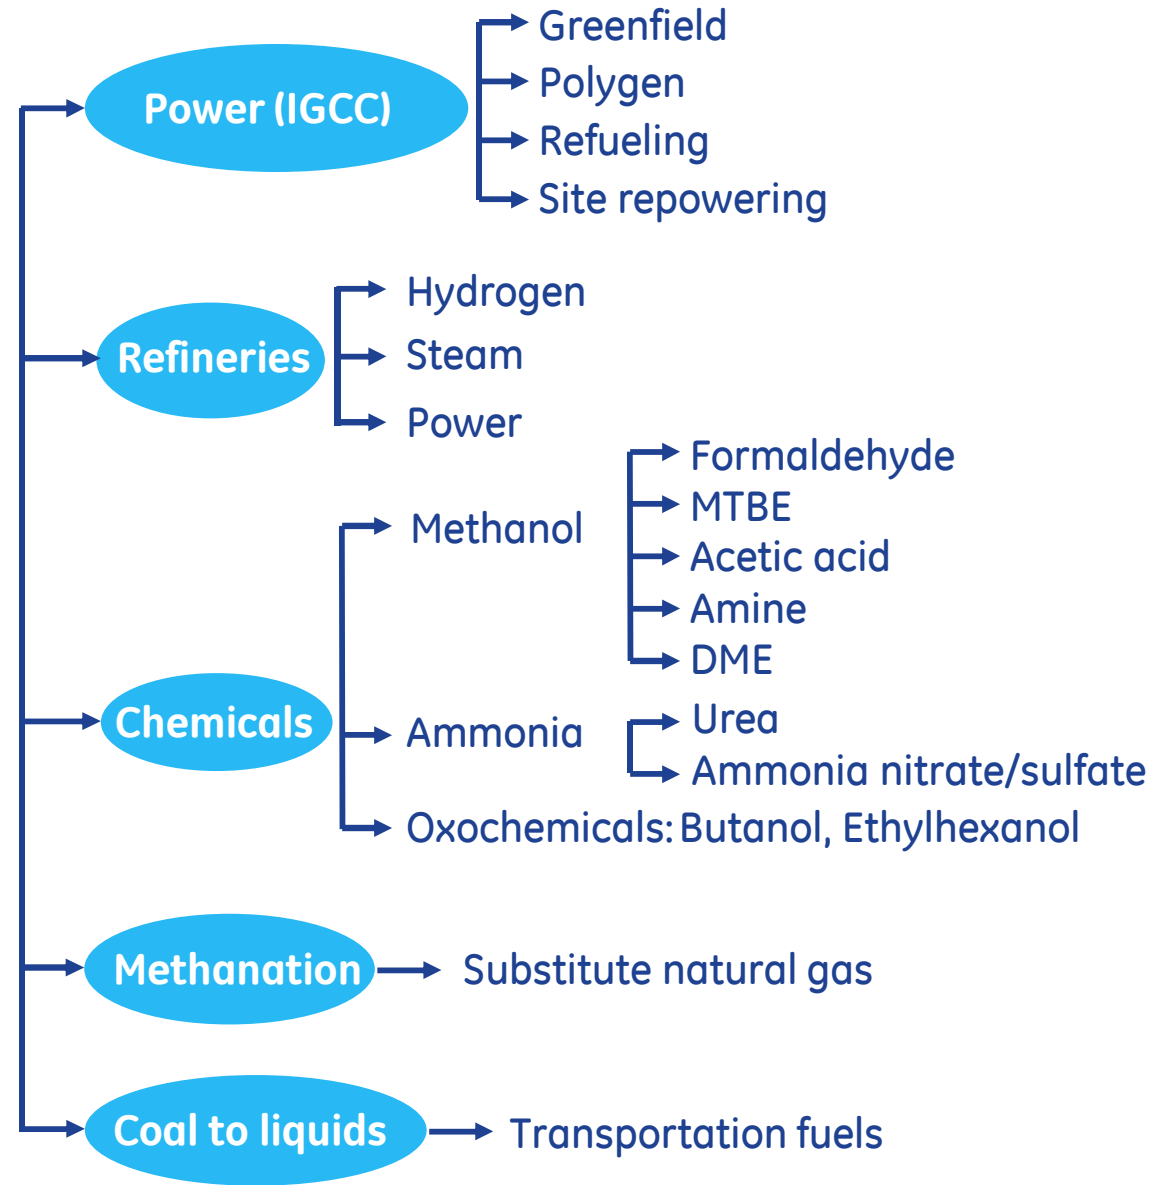 Power (IGCC)
Greenfield
Polygen
Refueling
Site repowering
Refineries
Hydrogen
Steam
Power
Chemicals
Methanol
Formaldehyde
MTBE
Acetic acid
Amine
DME
Ammonia
Urea
Ammonia nitrate/sulfate
Oxochemicals: Butanol, Ethylhexanol
Methanation
Substitute natural gas
Coal to liquids
Transportation fuels